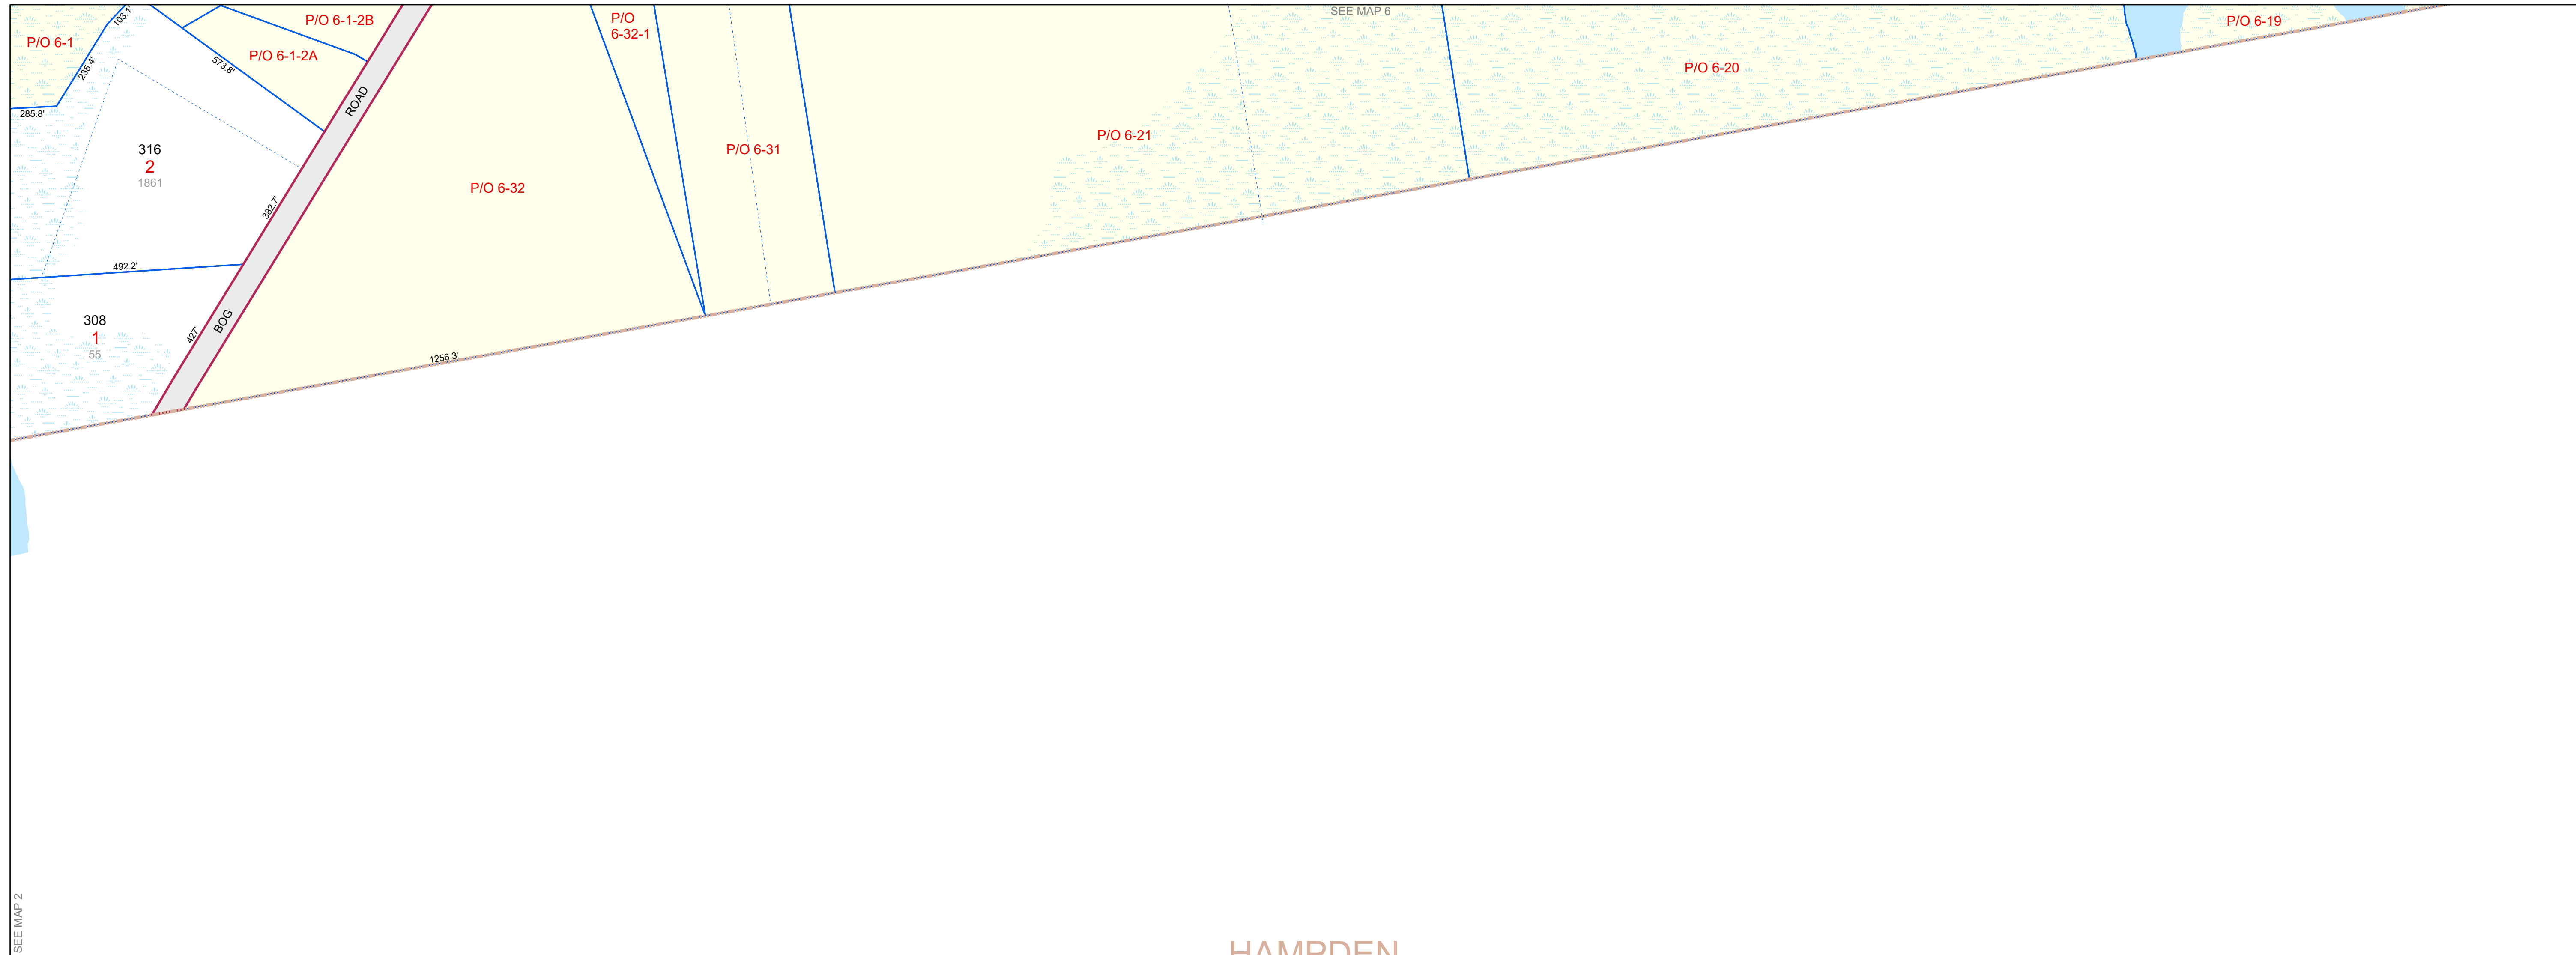 SEE MAP 6
103.1'
P/O 6-1-2B
P/O
6-32-1
P/O 6-19
P/O 6-1
P/O 6-1-2A
235.4'
573.8'
P/O 6-20
ROAD
285.8'
P/O 6-21
316
2
1861
P/O 6-31
P/O 6-32
382.7'
492.2'
308
1
55
BOG
427'
1256.3'
SEE MAP 2
HAMPDEN